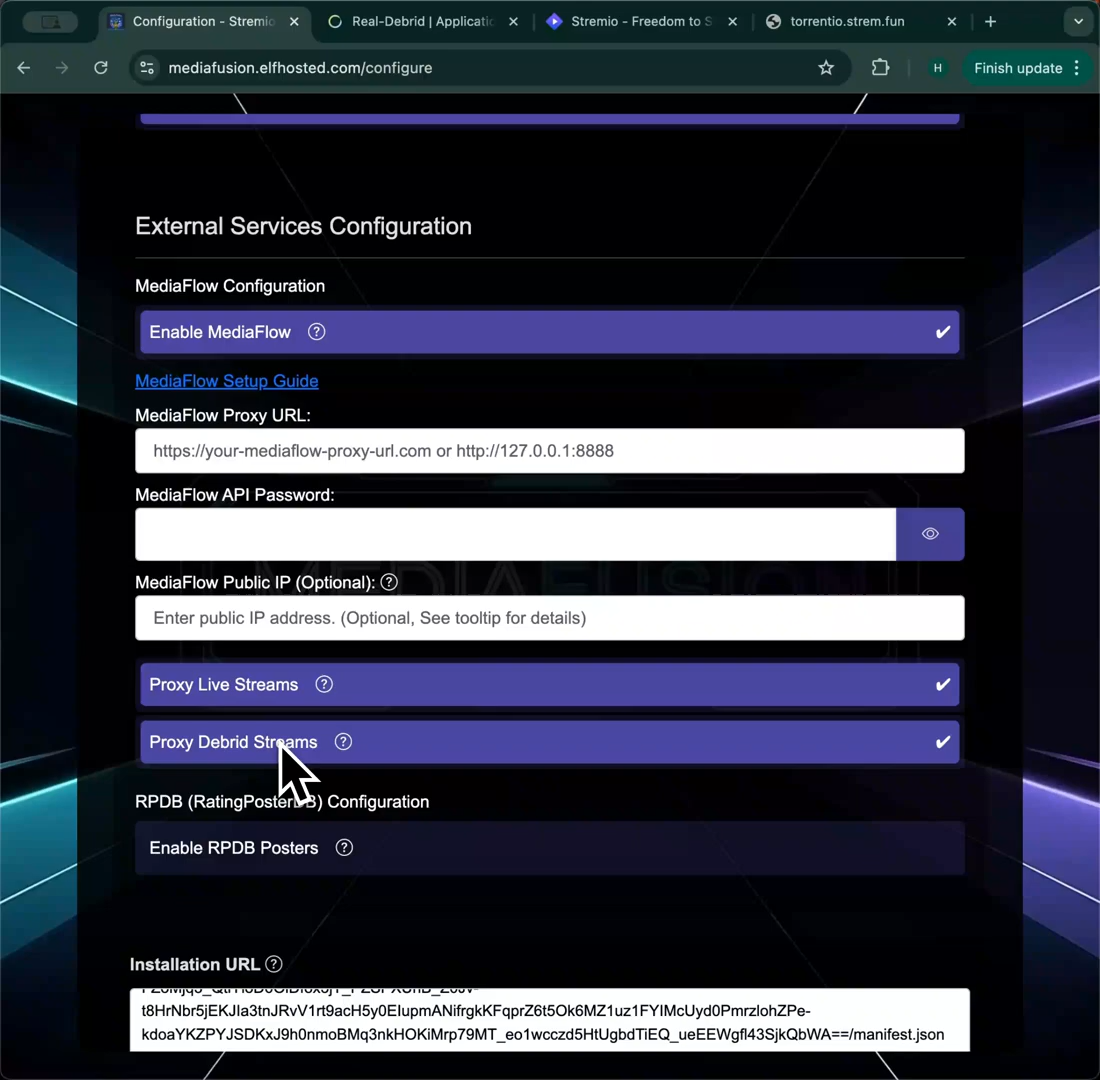 Configuration - Stremio
Real-Debrid | Applicatio
Stremio - Freedom to S
torrentio.strem.fun
mediafusion.elfhosted.com/configure
H
Finish update
External Services Configuration
MediaFlow Configuration
Enable MediaFlow ?
MediaFlow Setup Guide
MediaFlow Proxy URL:
https://your-mediaflow-proxy-url.com or http://127.0.0.1:8888
MediaFlow API Password:
MEDIAFUSION
MediaFlow Public IP (Optional): ?
Enter public IP address. (Optional, See tooltip for details)
Proxy Live Streams ?
Proxy Debrid Streams ?
RPDB (RatingPosterDB) Configuration
Enable RPDB Posters ?
Installation URL ?
t8HrNbr5jEKJIa3tnJRvV1rt9acH5y0EIupmANifrgkKFqprZ6t5Ok6MZ1uz1FYIMcUyd0PmrzlohZPe-
kdoaYKZPYJSDKxJ9h0nmoBMq3nkHOKiMrp79MT_eo1wcczd5HtUgbdTiEQ_ueEEWgfl43SjkQbWA==/manifest.json